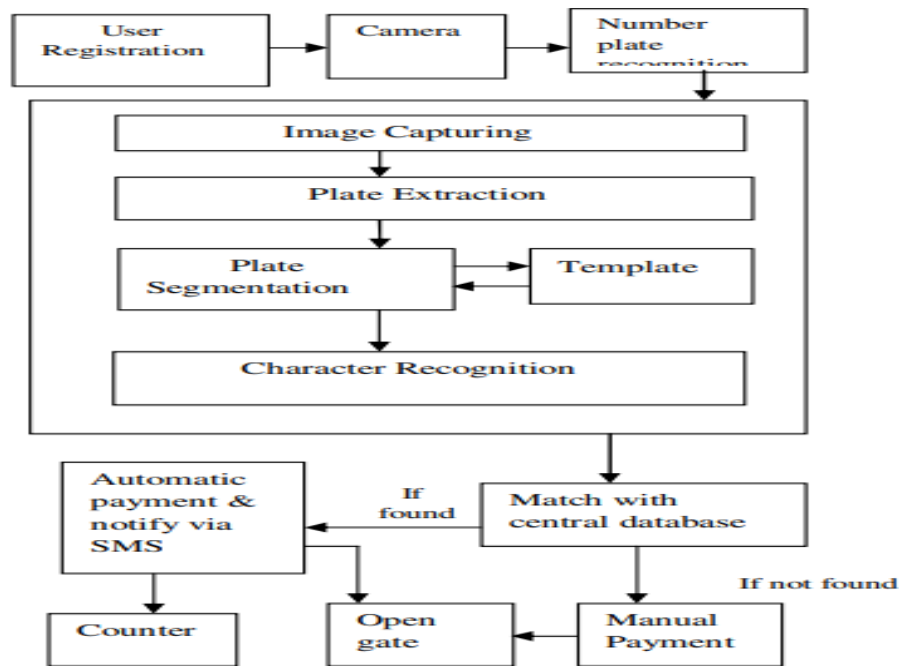 User
Registration
Camera
Number
plate
recognition
Image Capturing
Plate Extraction
Plate
Segmentation
Template
Character Recognition
Automatic
payment &
notify via
SMS
If
found
Match with
central database
If not found
Counter
Open
gate
Manual
Payment